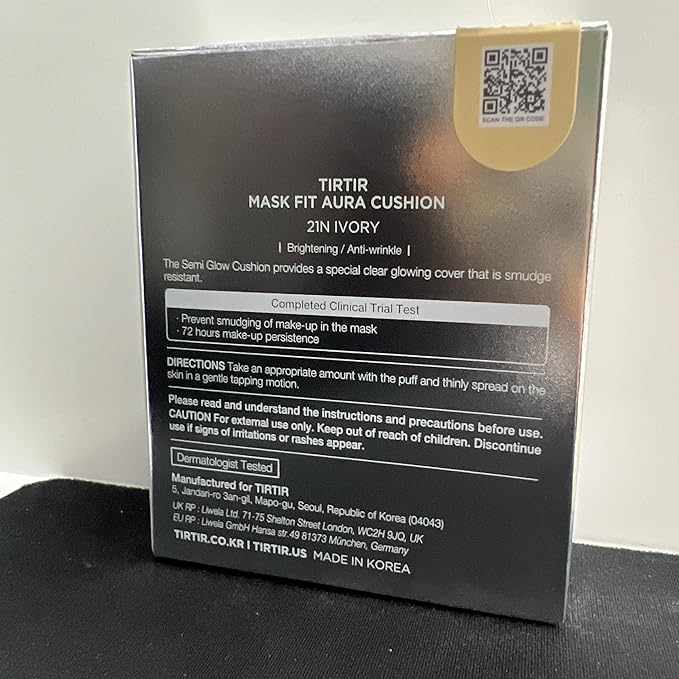 SCAN THE QR CODE
TIRTIR
MASK FIT AURA CUSHION
21N IVORY
| Brightening / Anti-wrinkle |
The Semi Glow Cushion provides a special clear glowing cover that is smudge
resistant.
Completed Clinical Trial Test
· Prevent smudging of make-up in the mask
· 72 hours make-up persistence
DIRECTIONS Take an appropriate amount with the puff and thinly spread on the
skin in a gentle tapping motion.
Please read and understand the instructions and precautions before use.
CAUTION For external use only. Keep out of reach of children. Discontinue
use if signs of irritations or rashes appear.
Dermatologist Tested
Manufactured for TIRTIR
5, Jandari-ro 3an-gil, Mapo-gu, Seoul, Republic of Korea (04043)
UK RP : Liwela Ltd. 71-75 Shelton Street London, WC2H 9JQ, UK
EU RP : Liwela GmbH Hansa str.49 81373 München, Germany
TIRTIR.CO.KR | TIRTIR.US MADE IN KOREA